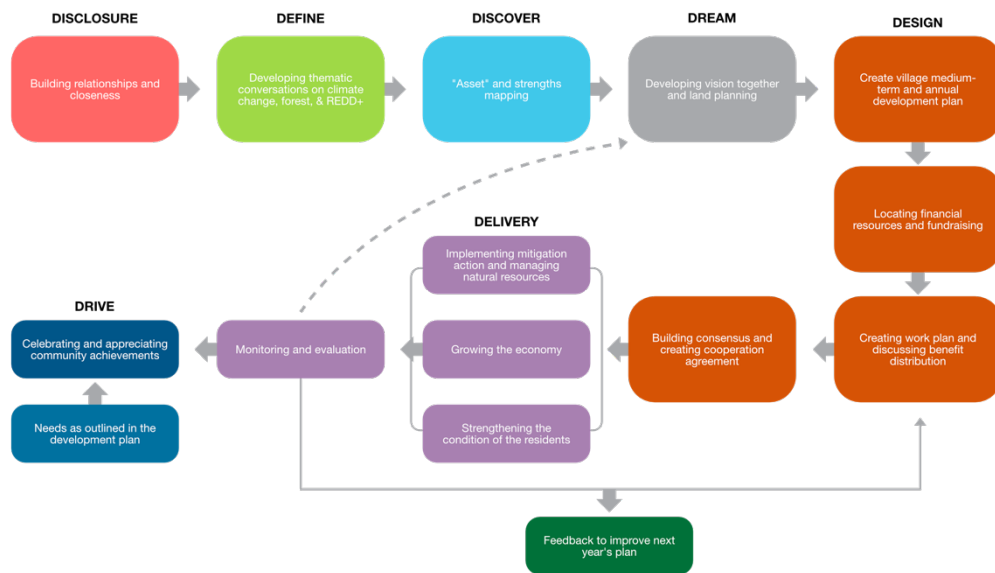 DISCLOSURE
Building relationships and
closeness
DEFINE
Developing thematic
conversations on climate
change, forest, & REDD+
DISCOVER
"Asset" and strengths
mapping
DREAM
Developing vision together
and land planning
DESIGN
Create village medium-
term and annual
development plan
Locating financial
resources and fundraising
Creating work plan and
discussing benefit
distribution
Building consensus and
creating cooperation
agreement
DELIVERY
Implementing mitigation
action and managing
natural resources
Growing the economy
Strengthening the
condition of the residents
Monitoring and evaluation
DRIVE
Celebrating and appreciating
community achievements
Needs as outlined in the
development plan
Feedback to improve next
year's plan